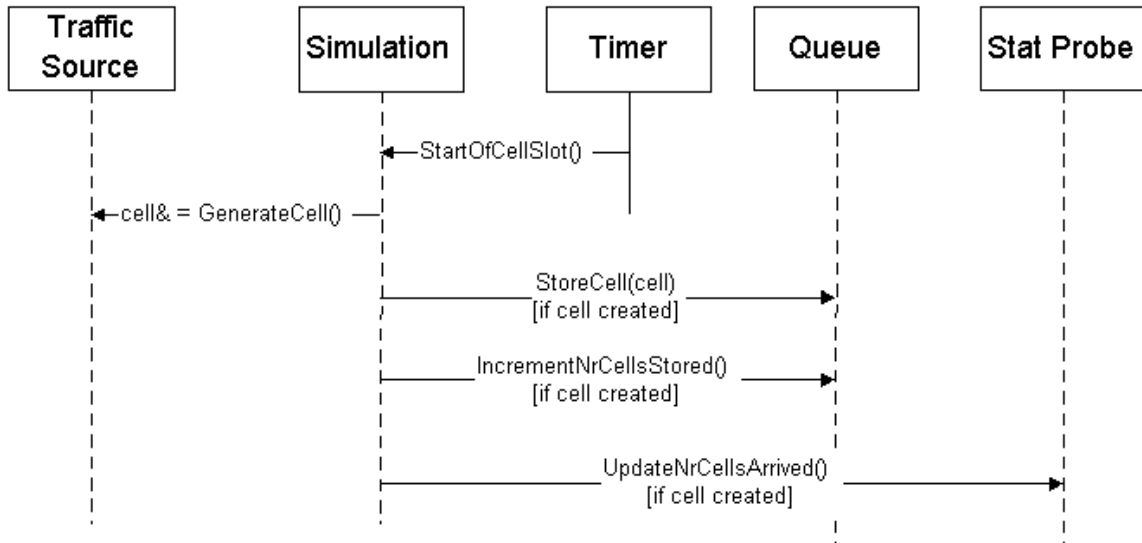 Traffic
Source
Simulation
Timer
Queue
Stat Probe
StartOfCellSlot()
cell& = GenerateCell()
StoreCell(cell)
[if cell created]
IncrementNrCellsStored()
[if cell created]
UpdateNrCellsArrived()
[if cell created]